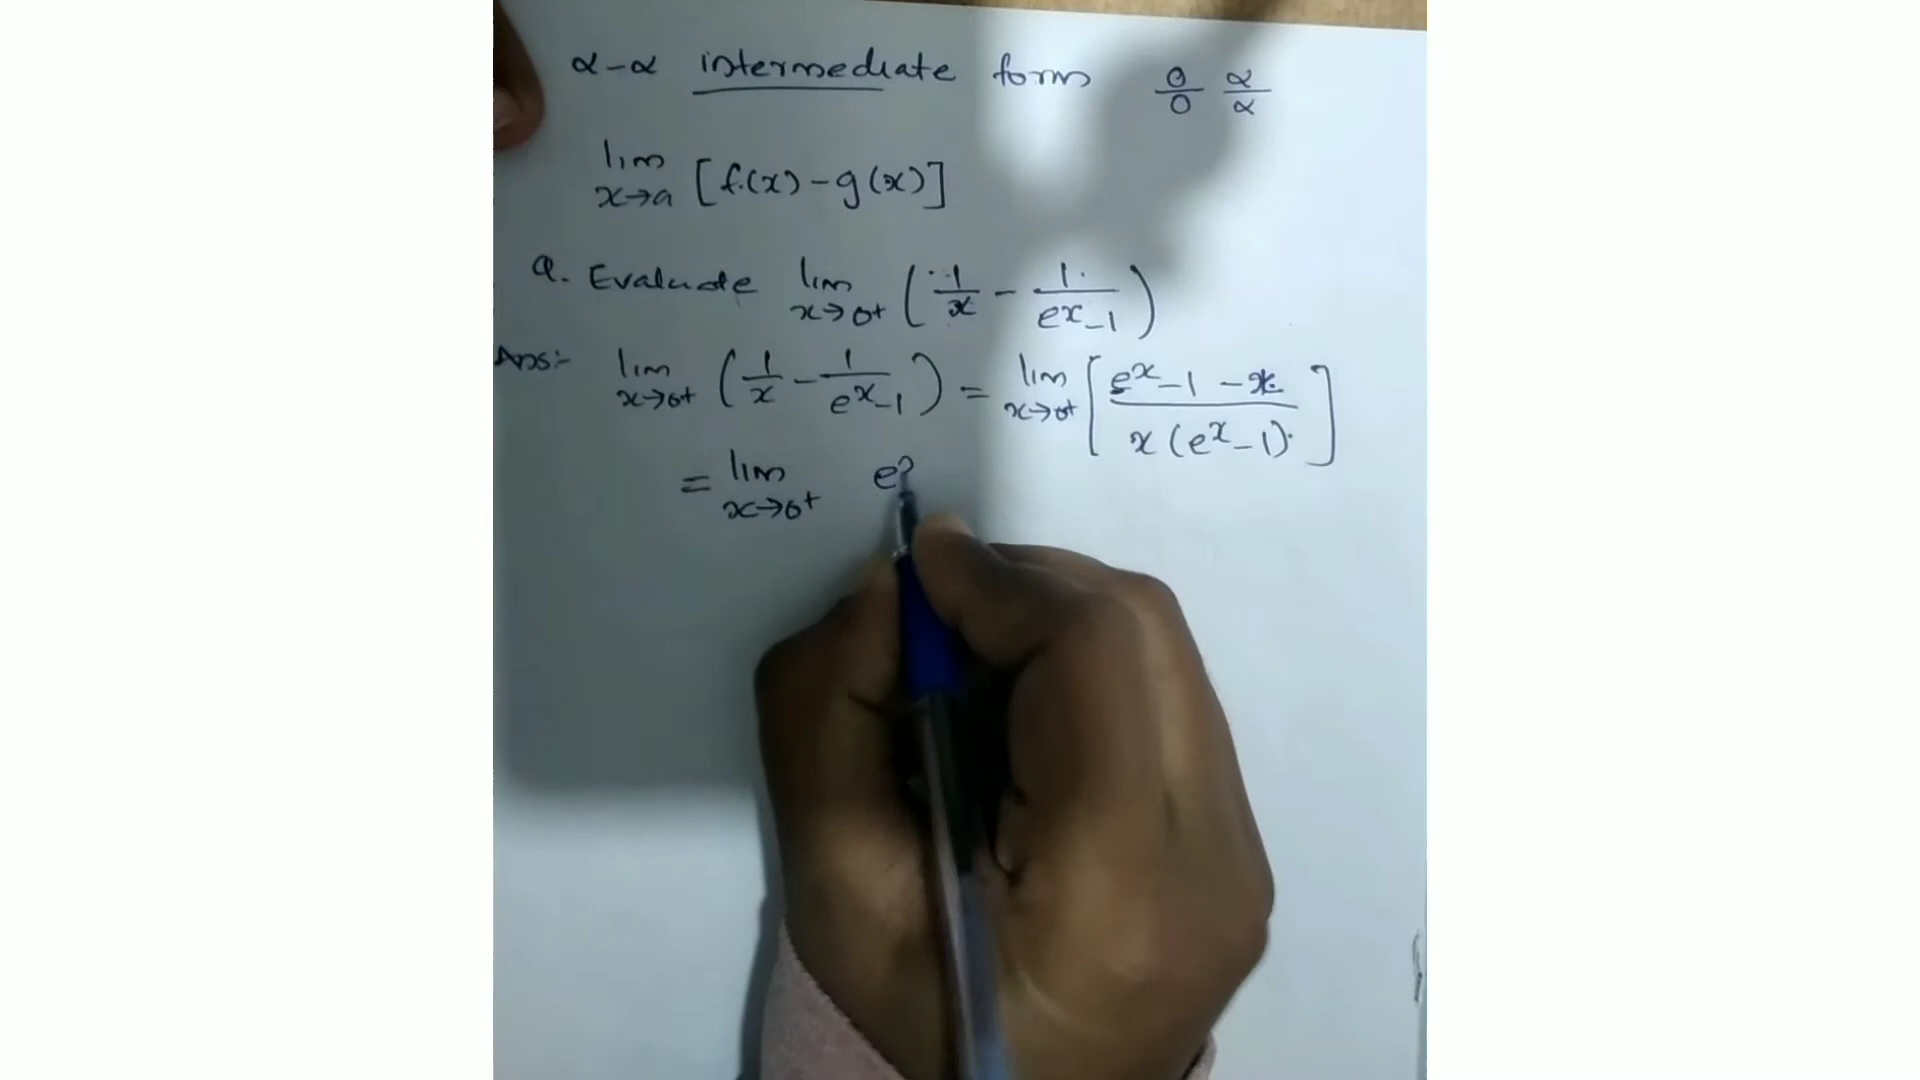 ∝-∝ intermediate form 0/0 ∝/∝
lim x→a [f(x) - g(x)]
Q. Evaluate lim x→0+ (1/x - 1/(e^x-1))
Ans:- lim x→0+ (1/x - 1/(e^x-1)) = lim x→0+ [(e^x-1-x)/(x(e^x-1))]
= lim x→0+ e